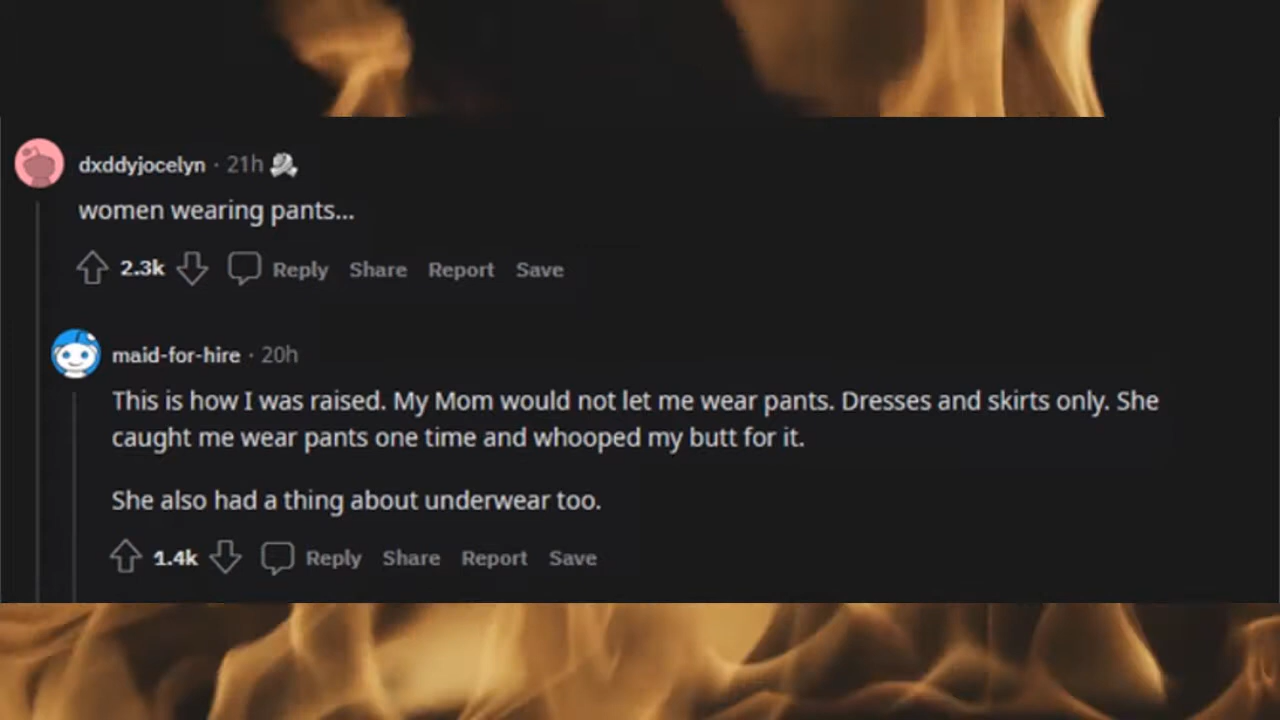 dxddyjocelyn · 21h
women wearing pants...
2.3k Reply Share Report Save
maid-for-hire · 20h
This is how I was raised. My Mom would not let me wear pants. Dresses and skirts only. She
caught me wear pants one time and whooped my butt for it.
She also had a thing about underwear too.
1.4k Reply Share Report Save